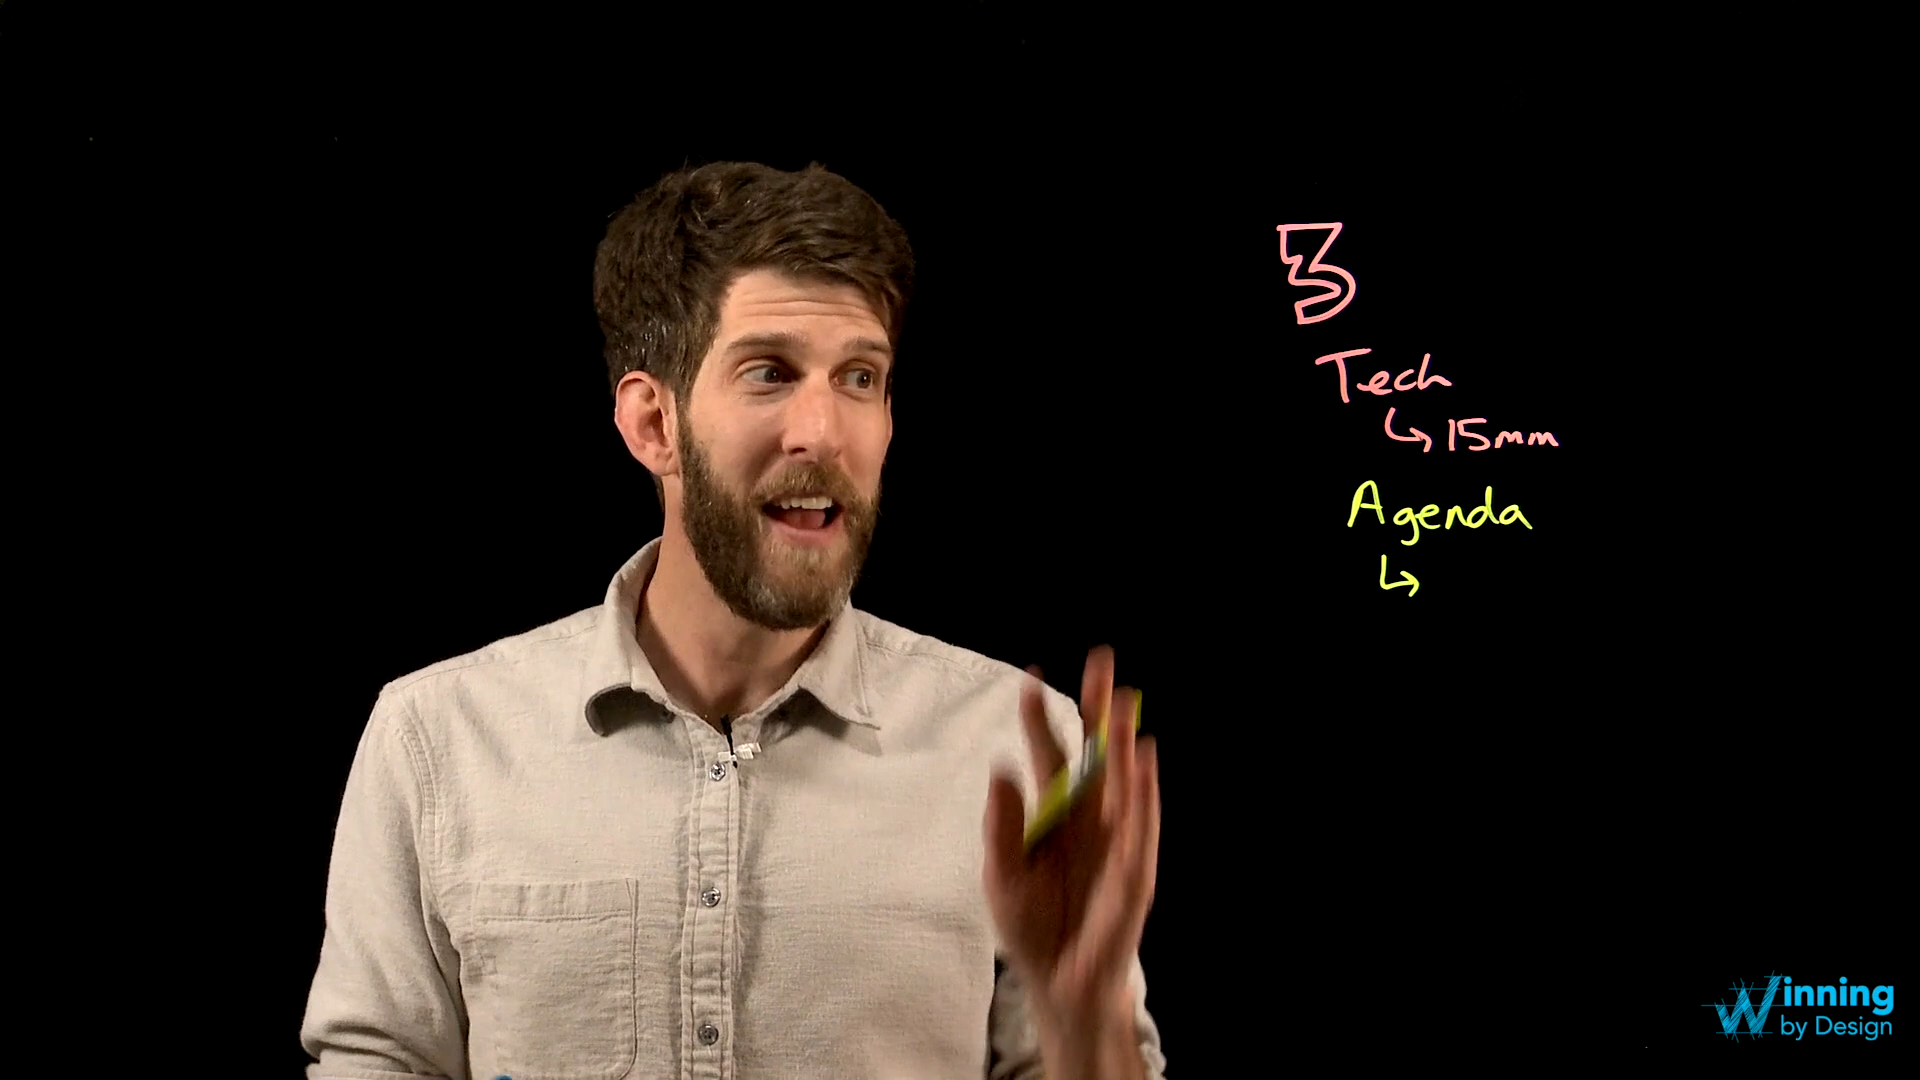 3
Tech
↳ 15mm
Agenda
↳
Winning
by Design